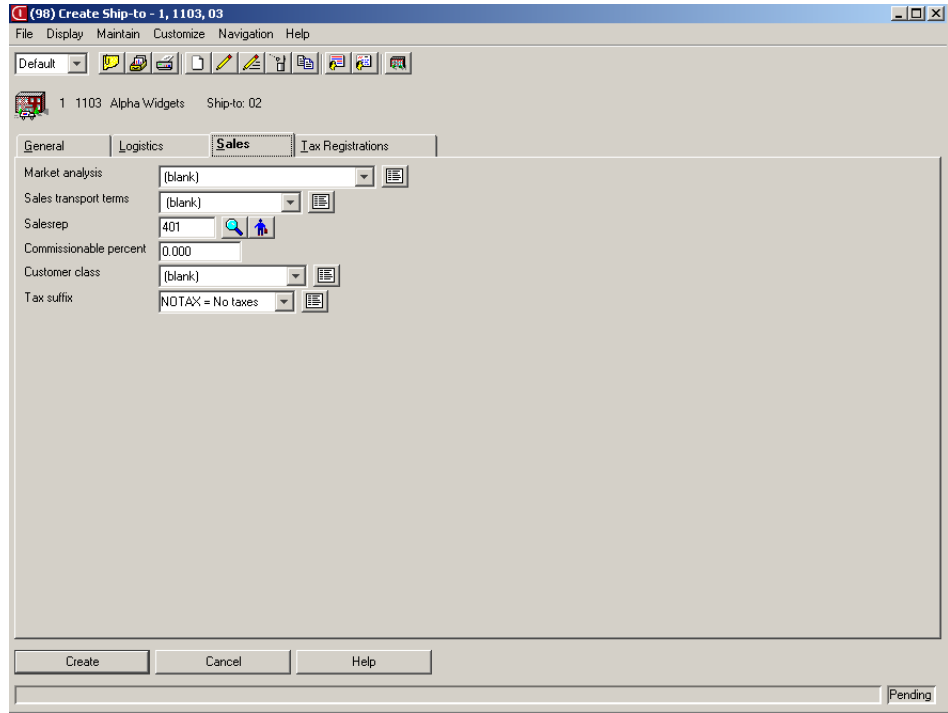 (98) Create Ship-to - 1, 1103, 03
File Display Maintain Customize Navigation Help
Default
1 1103 Alpha Widgets Ship-to: 02
General Logistics Sales Tax Registrations
Market analysis (blank)
Sales transport terms (blank)
Salesrep 401
Commissionable percent 0.000
Customer class (blank)
Tax suffix NOTAX = No taxes
Create Cancel Help
Pending